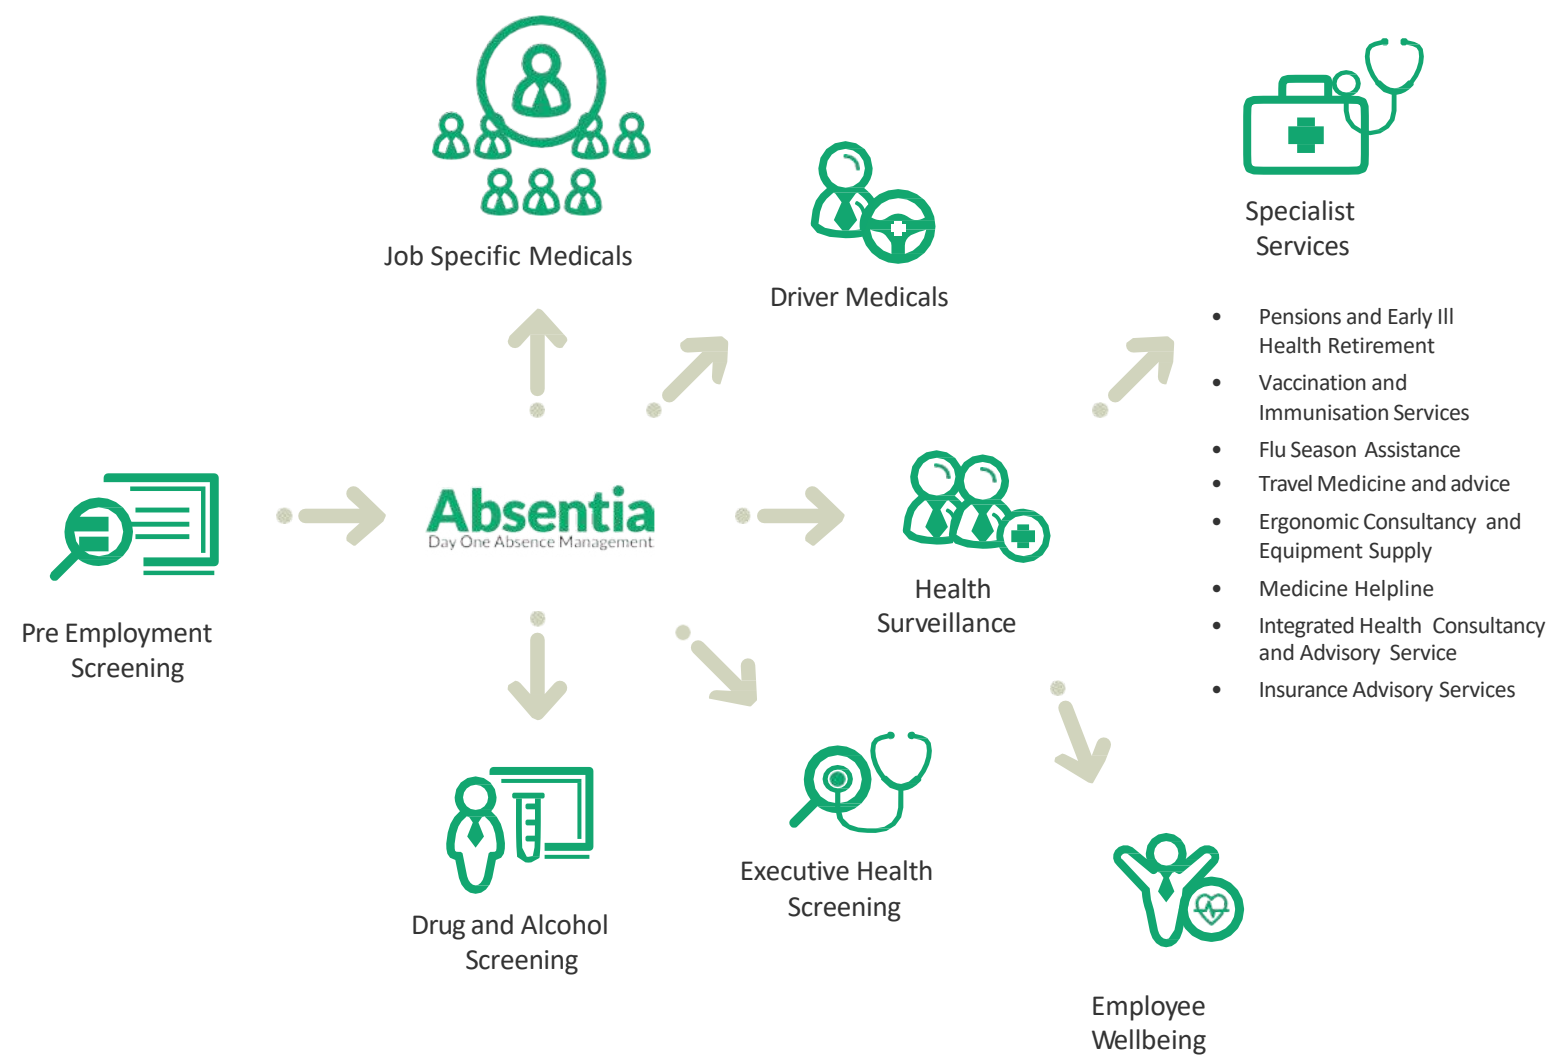 Job Specific Medicals
Driver Medicals
Specialist
Services
• Pensions and Early Ill
Health Retirement
• Vaccination and
Immunisation Services
• Flu Season Assistance
• Travel Medicine and advice
• Ergonomic Consultancy and
Equipment Supply
• Medicine Helpline
• Integrated Health Consultancy
and Advisory Service
• Insurance Advisory Services
Pre Employment
Screening
Absentia
Day One Absence Management
Health
Surveillance
Drug and Alcohol
Screening
Executive Health
Screening
Employee
Wellbeing